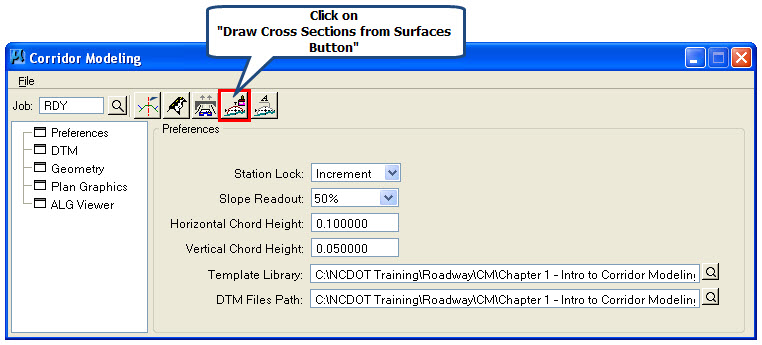 Click on
"Draw Cross Sections from Surfaces
Button"
Corridor Modeling
File
Job: RDY
Preferences
DTM
Geometry
Plan Graphics
ALG Viewer
Preferences
Station Lock: Increment
Slope Readout: 50%
Horizontal Chord Height: 0.100000
Vertical Chord Height: 0.050000
Template Library: C:\NCDOT Training\Roadway\CM\Chapter 1 - Intro to Corridor Modeling
DTM Files Path: C:\NCDOT Training\Roadway\CM\Chapter 1 - Intro to Corridor Modeling